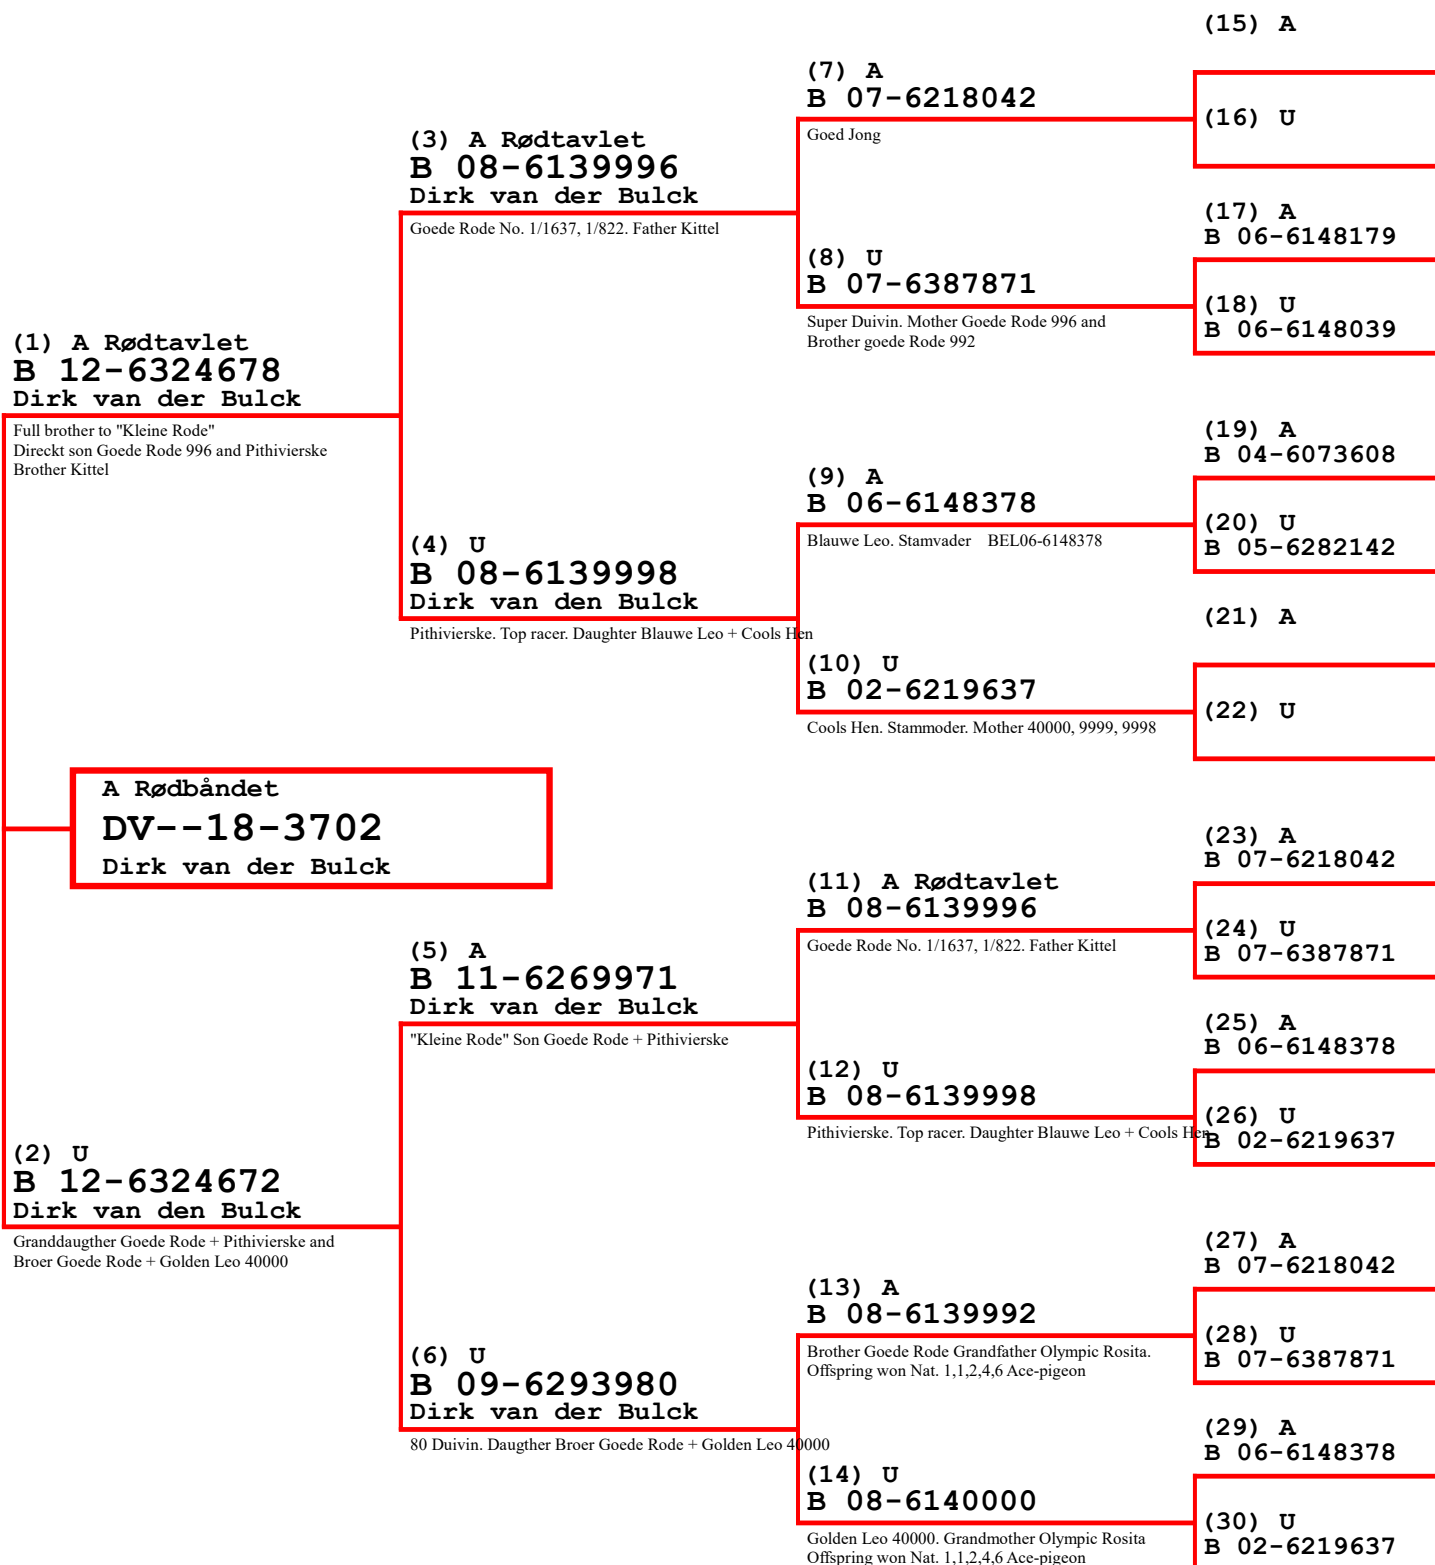 (1) A Rødtavlet
B 12-6324678
Dirk van der Bulck
Full brother to "Kleine Rode"
Direckt son Goede Rode 996 and Pithivierske
Brother Kittel
A Rødbåndet
DV--18-3702
Dirk van der Bulck
(2) U
B 12-6324672
Dirk van den Bulck
Granddaugther Goede Rode + Pithivierske and
Broer Goede Rode + Golden Leo 40000
(3) A Rødtavlet
B 08-6139996
Dirk van der Bulck
Goede Rode No. 1/1637, 1/822. Father Kittel
(4) U
B 08-6139998
Dirk van den Bulck
Pithivierske. Top racer. Daughter Blauwe Leo + Cools Hen
(5) A
B 11-6269971
Dirk van der Bulck
"Kleine Rode" Son Goede Rode + Pithivierske
(6) U
B 09-6293980
Dirk van der Bulck
80 Duivin. Daugther Broer Goede Rode + Golden Leo 40000
(7) A
B 07-6218042
Goed Jong
(8) U
B 07-6387871
Super Duivin. Mother Goede Rode 996 and
Brother goede Rode 992
(9) A
B 06-6148378
Blauwe Leo. Stamvader BEL06-6148378
(10) U
B 02-6219637
Cools Hen. Stammoder. Mother 40000, 9999, 9998
(11) A Rødtavlet
B 08-6139996
Goede Rode No. 1/1637, 1/822. Father Kittel
(12) U
B 08-6139998
Pithivierske. Top racer. Daughter Blauwe Leo + Cools Hen
(13) A
B 08-6139992
Brother Goede Rode Grandfather Olympic Rosita.
Offspring won Nat. 1,1,2,4,6 Ace-pigeon
(14) U
B 08-6140000
Golden Leo 40000. Grandmother Olympic Rosita
Offspring won Nat. 1,1,2,4,6 Ace-pigeon
(15) A
(16) U
(17) A
B 06-6148179
(18) U
B 06-6148039
(19) A
B 04-6073608
(20) U
B 05-6282142
(21) A
(22) U
(23) A
B 07-6218042
(24) U
B 07-6387871
(25) A
B 06-6148378
(26) U
B 02-6219637
(27) A
B 07-6218042
(28) U
B 07-6387871
(29) A
B 06-6148378
(30) U
B 02-6219637